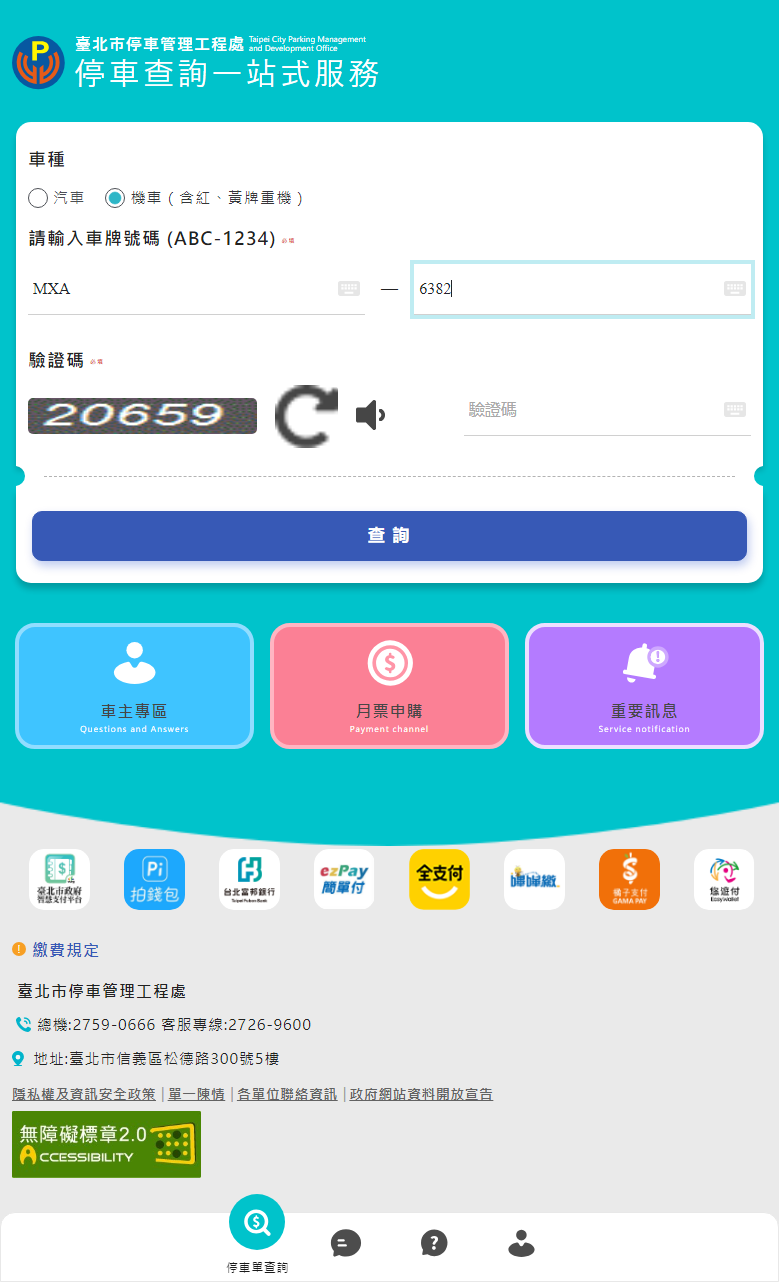 P
臺北市停車管理工程處 Taipei City Parking Management
and Development Office
停車查詢一站式服務
車種
汽車 機車 ( 含紅、黃牌重機 )
請輸入車牌號碼 (ABC-1234) 必填
MXA — 6382
驗證碼 必填
20659 驗證碼
查詢
車主專區 月票申購 重要訊息
Questions and Answers Payment channel Service notification
臺北市政府
智慧支付平台
Pi
拍錢包
台北富邦銀行
Taipei Fubon Bank
ezPay
簡單付
全支付
嗶嗶繳
橘子支付
GAMA PAY
悠遊付
EasyWallet
繳費規定
臺北市停車管理工程處
總機:2759-0666 客服專線:2726-9600
地址:臺北市信義區松德路300號5樓
隱私權及資訊安全政策 | 單一陳情 | 各單位聯絡資訊 | 政府網站資料開放宣告
無障礙標章2.0
ACCESSIBILITY
停車單查詢